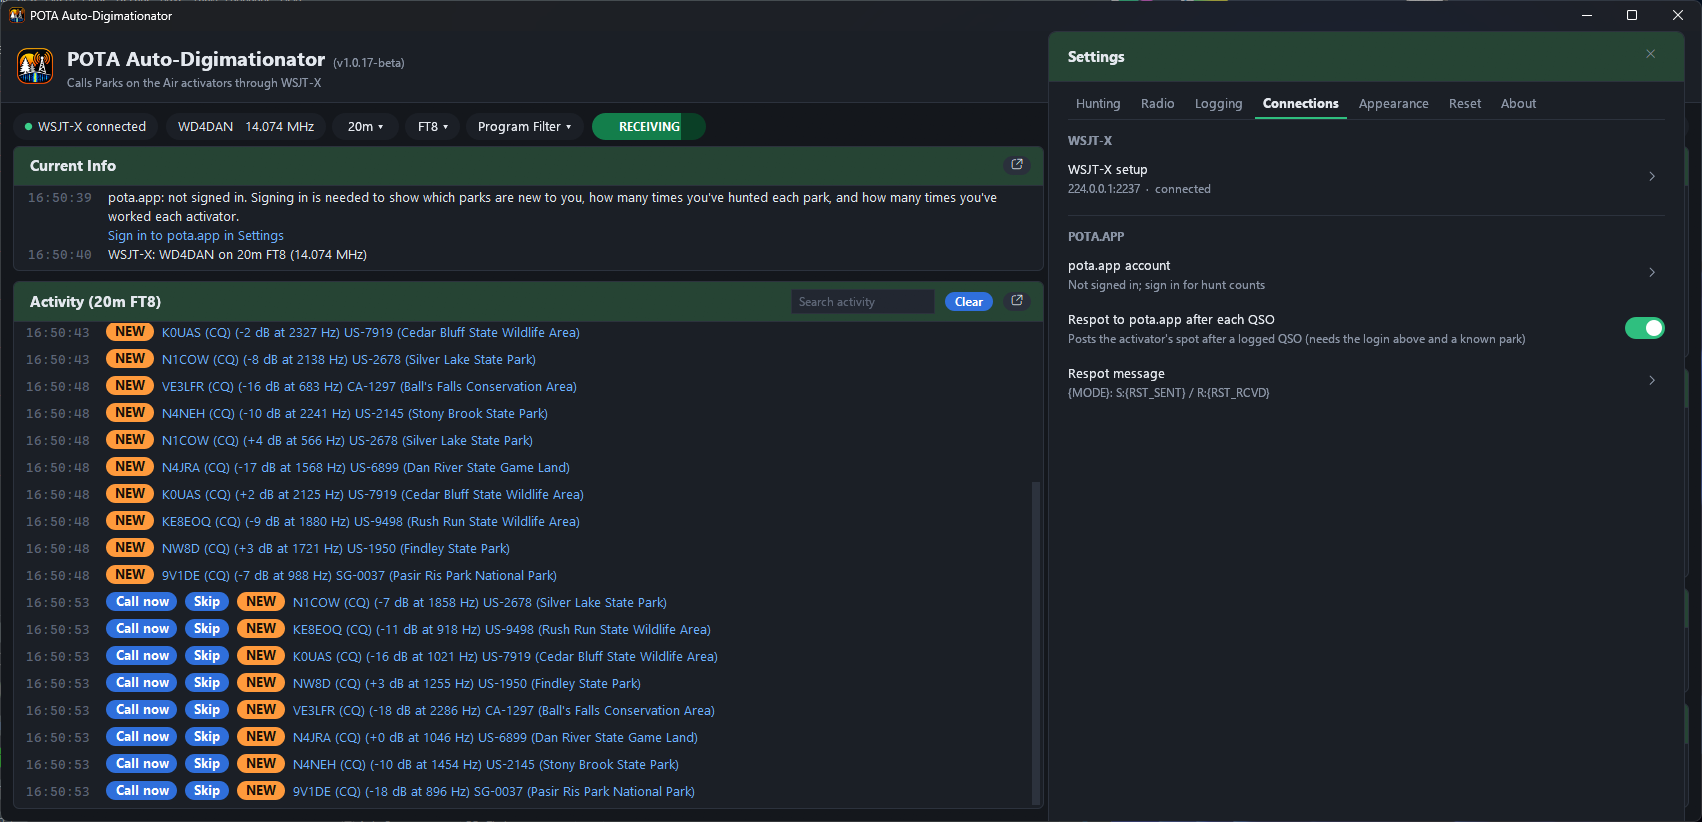 POTA Auto-Digimationator
POTA Auto-Digimationator (v1.0.17-beta)
Calls Parks on the Air activators through WSJT-X
WSJT-X connected WD4DAN 14.074 MHz 20m FT8 Program Filter RECEIVING
Current Info
16:50:39 pota.app: not signed in. Signing in is needed to show which parks are new to you, how many times you've hunted each park, and how many times you've
worked each activator.
Sign in to pota.app in Settings
16:50:40 WSJT-X: WD4DAN on 20m FT8 (14.074 MHz)
Activity (20m FT8) Search activity Clear
16:50:43 NEW K0UAS (CQ) (-2 dB at 2327 Hz) US-7919 (Cedar Bluff State Wildlife Area)
16:50:43 NEW N1COW (CQ) (-8 dB at 2138 Hz) US-2678 (Silver Lake State Park)
16:50:48 NEW VE3LFR (CQ) (-16 dB at 683 Hz) CA-1297 (Ball's Falls Conservation Area)
16:50:48 NEW N4NEH (CQ) (-10 dB at 2241 Hz) US-2145 (Stony Brook State Park)
16:50:48 NEW N1COW (CQ) (+4 dB at 566 Hz) US-2678 (Silver Lake State Park)
16:50:48 NEW N4JRA (CQ) (-17 dB at 1568 Hz) US-6899 (Dan River State Game Land)
16:50:48 NEW K0UAS (CQ) (+2 dB at 2125 Hz) US-7919 (Cedar Bluff State Wildlife Area)
16:50:48 NEW KE8EOQ (CQ) (-9 dB at 1880 Hz) US-9498 (Rush Run State Wildlife Area)
16:50:48 NEW NW8D (CQ) (+3 dB at 1721 Hz) US-1950 (Findley State Park)
16:50:48 NEW 9V1DE (CQ) (-7 dB at 988 Hz) SG-0037 (Pasir Ris Park National Park)
16:50:53 Call now Skip NEW N1COW (CQ) (-7 dB at 1858 Hz) US-2678 (Silver Lake State Park)
16:50:53 Call now Skip NEW KE8EOQ (CQ) (-11 dB at 918 Hz) US-9498 (Rush Run State Wildlife Area)
16:50:53 Call now Skip NEW K0UAS (CQ) (-16 dB at 1021 Hz) US-7919 (Cedar Bluff State Wildlife Area)
16:50:53 Call now Skip NEW NW8D (CQ) (+3 dB at 1255 Hz) US-1950 (Findley State Park)
16:50:53 Call now Skip NEW VE3LFR (CQ) (-18 dB at 2286 Hz) CA-1297 (Ball's Falls Conservation Area)
16:50:53 Call now Skip NEW N4JRA (CQ) (+0 dB at 1046 Hz) US-6899 (Dan River State Game Land)
16:50:53 Call now Skip NEW N4NEH (CQ) (-10 dB at 1454 Hz) US-2145 (Stony Brook State Park)
16:50:53 Call now Skip NEW 9V1DE (CQ) (-18 dB at 896 Hz) SG-0037 (Pasir Ris Park National Park)
Settings
Hunting Radio Logging Connections Appearance Reset About
WSJT-X
WSJT-X setup
224.0.0.1:2237 · connected
POTA.APP
pota.app account
Not signed in; sign in for hunt counts
Respot to pota.app after each QSO
Posts the activator's spot after a logged QSO (needs the login above and a known park)
Respot message
{MODE}: S:{RST_SENT} / R:{RST_RCVD}